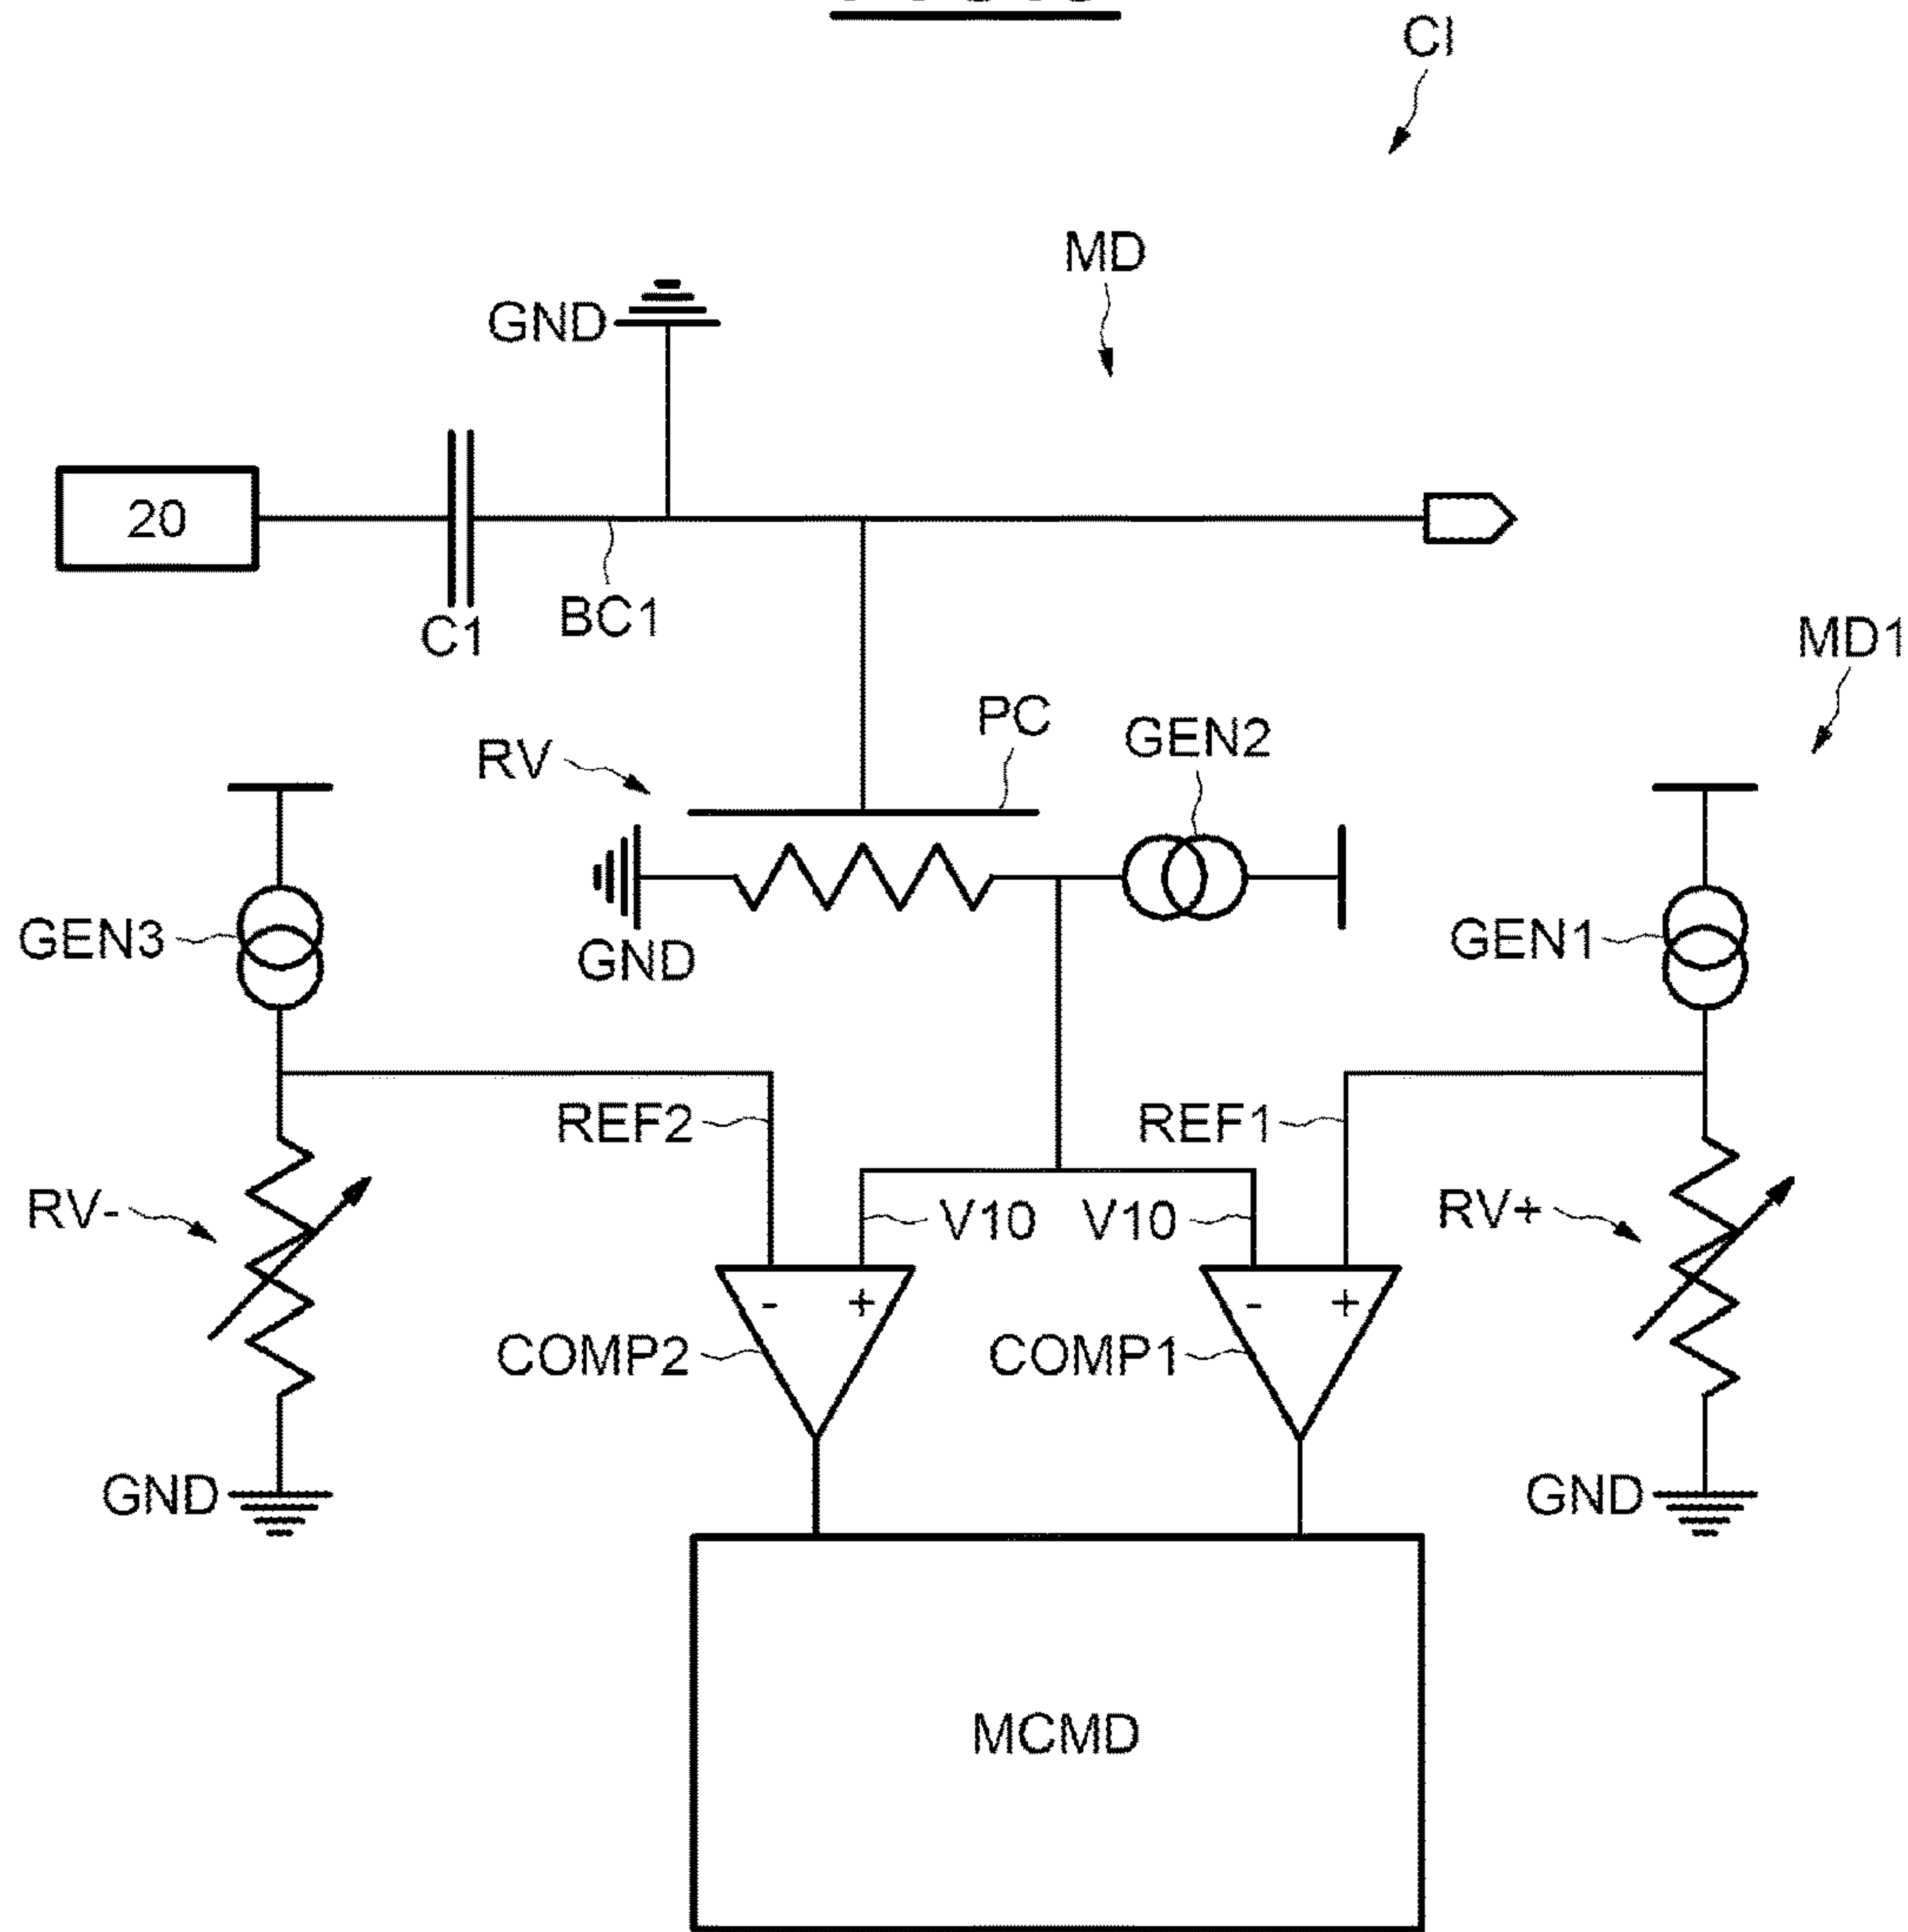 CI
MD
GND
20
C1
BC1
MD1
PC
RV
GEN2
GEN3
GND
GEN1
REF2
REF1
RV-
V10
V10
RV+
- +
- +
COMP2
COMP1
GND
GND
MCMD